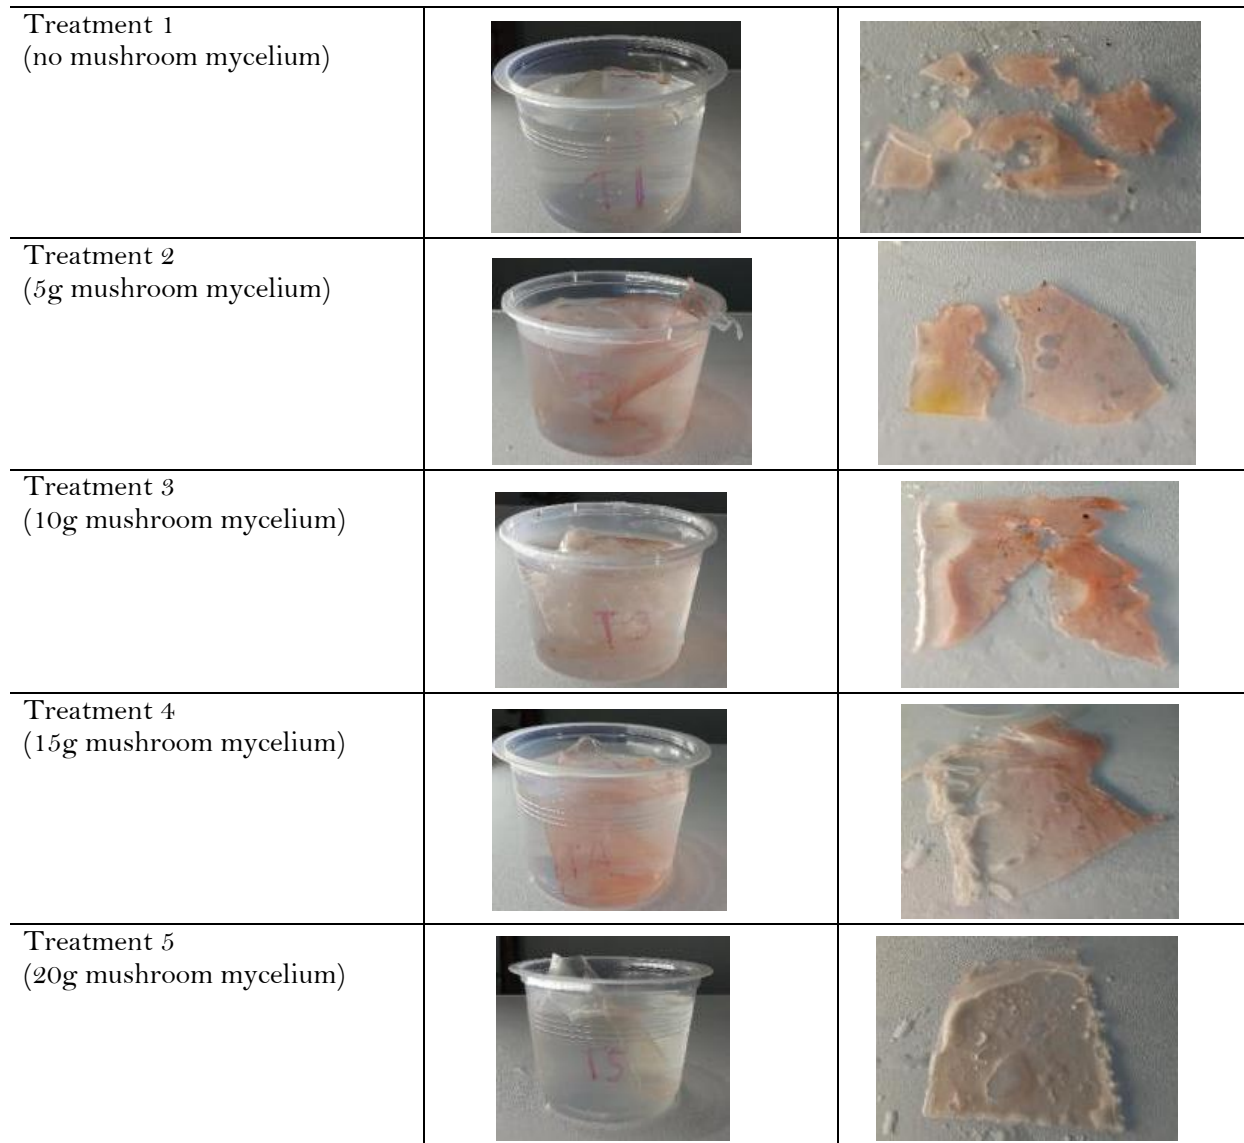 Treatment 1
(no mushroom mycelium)
T1
Treatment 2
(5g mushroom mycelium)
Treatment 3
(10g mushroom mycelium)
T3
Treatment 4
(15g mushroom mycelium)
T4
Treatment 5
(20g mushroom mycelium)
T5